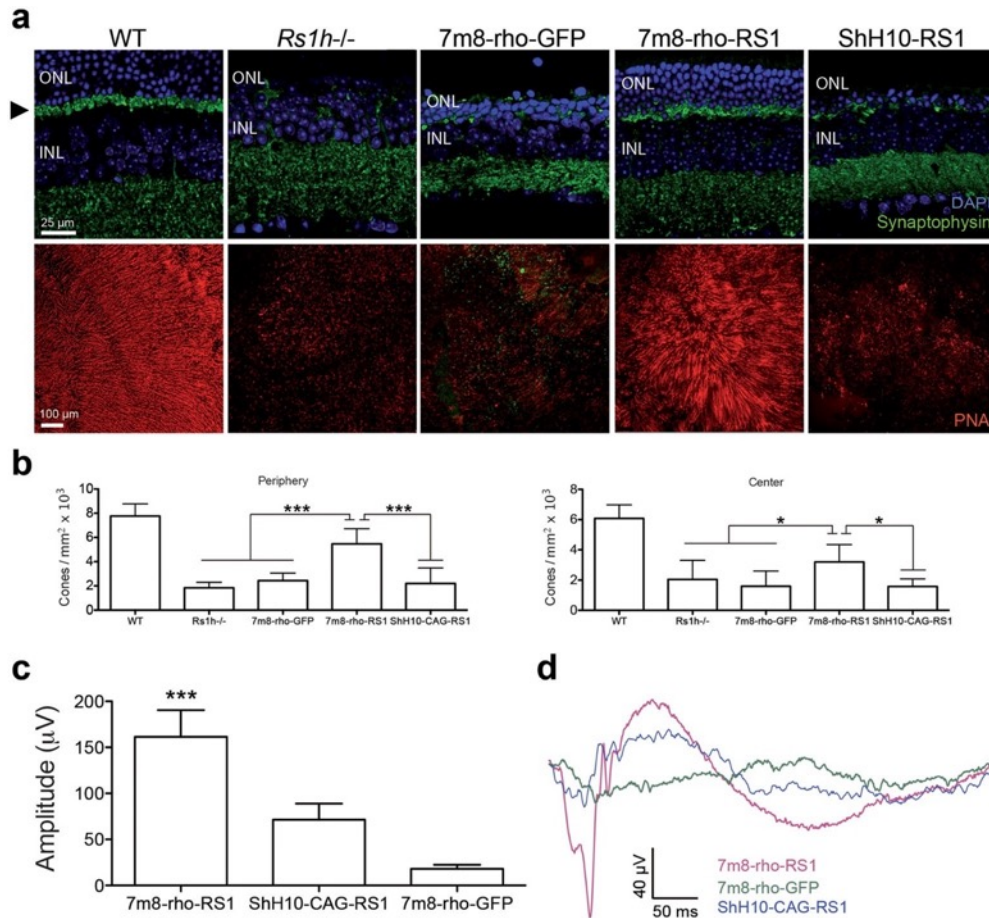 a
WT Rs1h-/- 7m8-rho-GFP 7m8-rho-RS1 ShH10-RS1
ONL ONL ONL ONL ONL
INL INL INL INL INL
25 µm
DAPI
Synaptophysin
100 µm
PNA
b
Periphery
Cones / mm² x 10³
10
8
6
4
2
0
*** ***
WT Rs1h-/- 7m8-rho-GFP 7m8-rho-RS1 ShH10-CAG-RS1
Center
Cones / mm² x 10³
8
6
4
2
0
* *
WT Rs1h-/- 7m8-rho-GFP 7m8-rho-RS1 ShH10-CAG-RS1
c
Amplitude (µV)
200
150
100
50
0
***
7m8-rho-RS1 ShH10-CAG-RS1 7m8-rho-GFP
d
40 µV
50 ms
7m8-rho-RS1
7m8-rho-GFP
ShH10-CAG-RS1